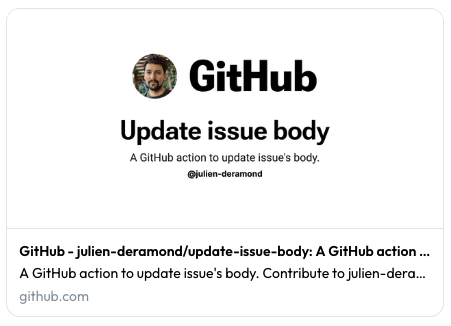 GitHub
Update issue body
A GitHub action to update issue's body.
@julien-deramond
GitHub - julien-deramond/update-issue-body: A GitHub action ...
A GitHub action to update issue's body. Contribute to julien-dera...
github.com